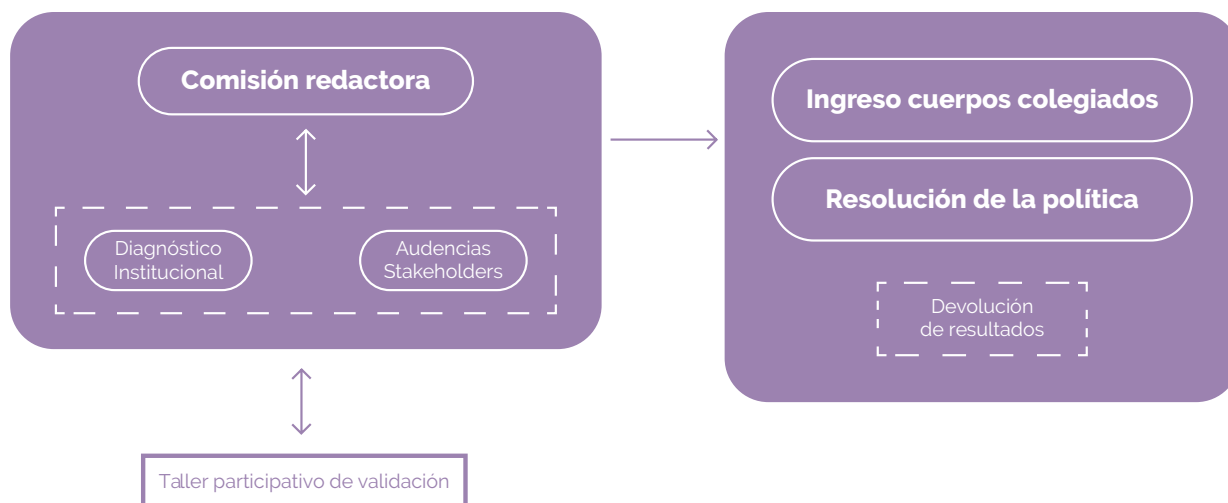 Comisión redactora
Diagnóstico
Institucional
Audencias
Stakeholders
Taller participativo de validación
Ingreso cuerpos colegiados
Resolución de la política
Devolución
de resultados